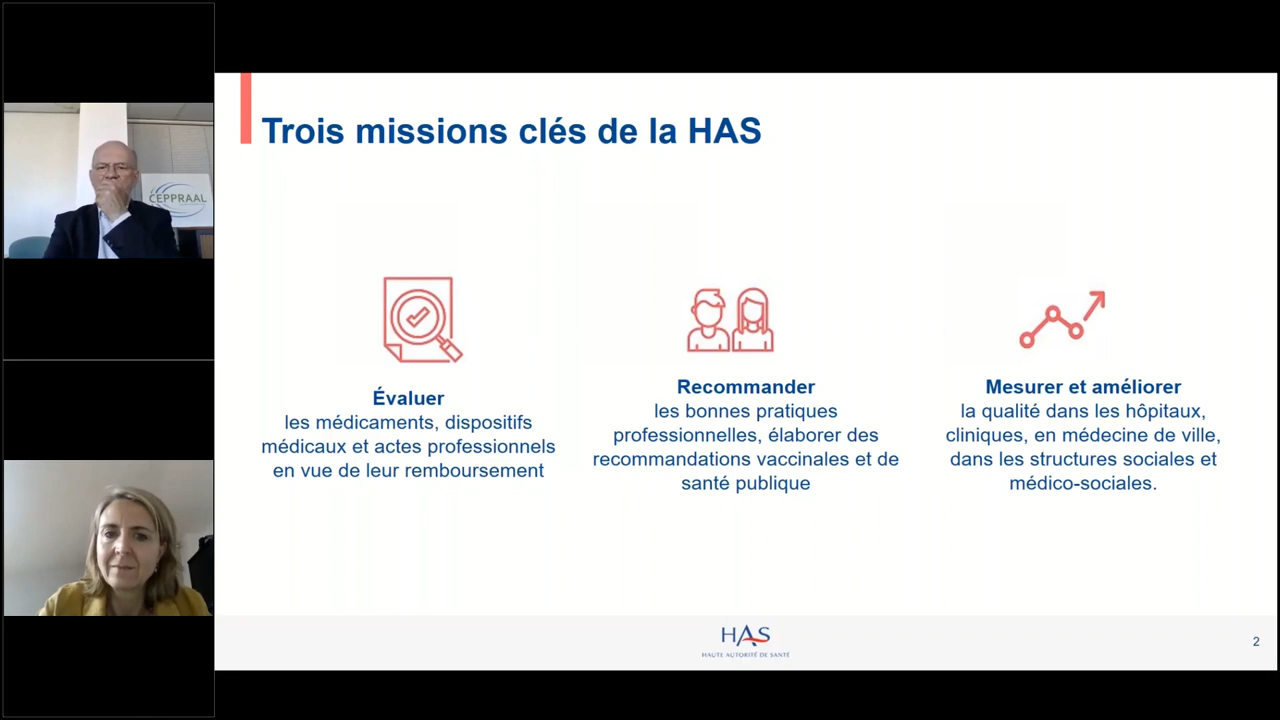 CEPPRAAL
Trois missions clés de la HAS
Évaluer
les médicaments, dispositifs
médicaux et actes professionnels
en vue de leur remboursement
Recommander
les bonnes pratiques
professionnelles, élaborer des
recommandations vaccinales et de
santé publique
Mesurer et améliorer
la qualité dans les hôpitaux,
cliniques, en médecine de ville,
dans les structures sociales et
médico-sociales.
HAS
HAUTE AUTORITÉ DE SANTÉ
2